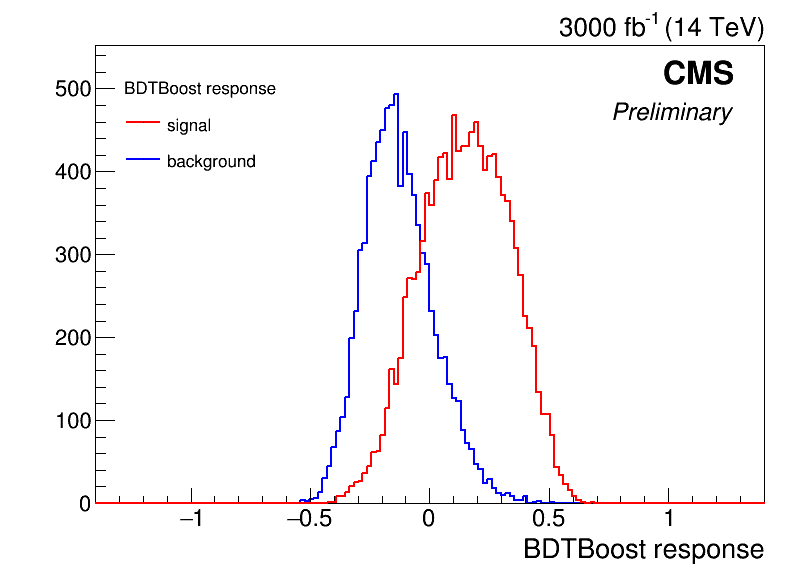 3000 fb-1 (14 TeV)
CMS
Preliminary
BDTBoost response
signal
background
500
400
300
200
100
0
−1 −0.5 0 0.5 1
BDTBoost response